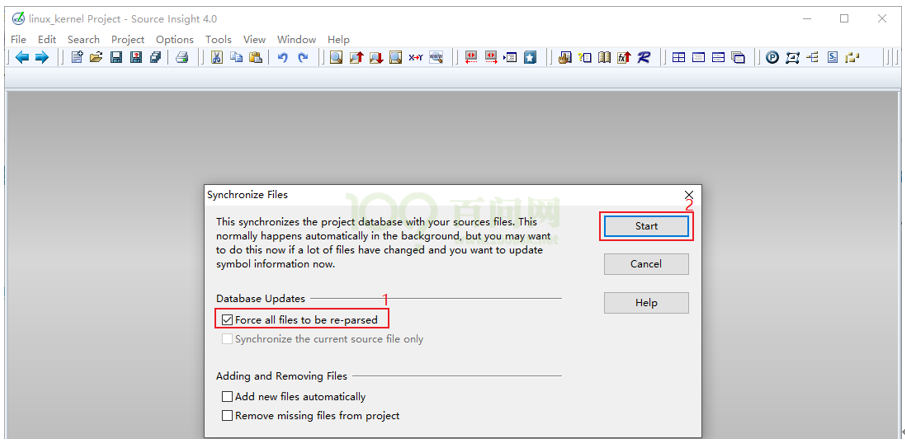 linux_kernel Project - Source Insight 4.0
File Edit Search Project Options Tools View Window Help
Synchronize Files
100 百问网
2
This synchronizes the project database with your sources files. This
normally happens automatically in the background, but you may want
to do this now if a lot of files have changed and you want to update
symbol information now.
Start
Cancel
Help
Database Updates
1
Force all files to be re-parsed
Synchronize the current source file only
Adding and Removing Files
Add new files automatically
Remove missing files from project